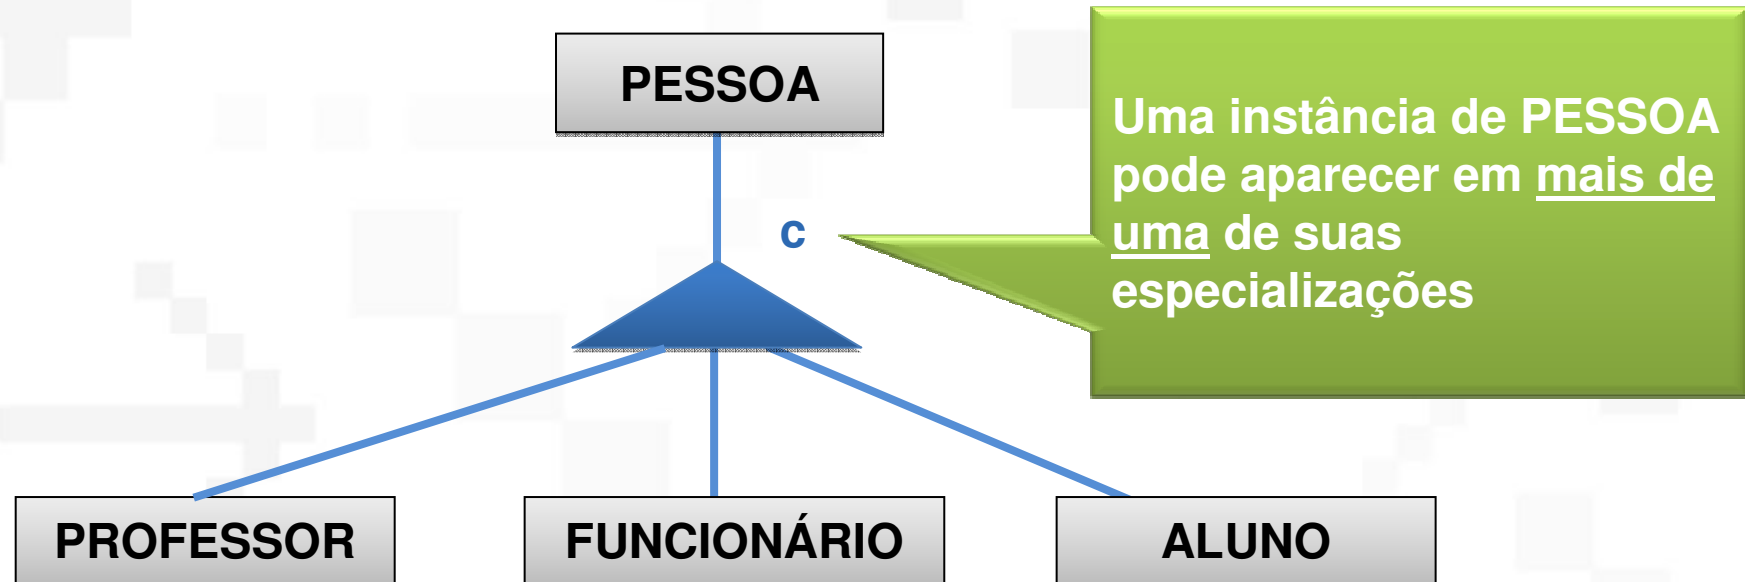 PESSOA
Uma instância de PESSOA
pode aparecer em mais de
uma de suas
especializações
c
PROFESSOR
FUNCIONÁRIO
ALUNO